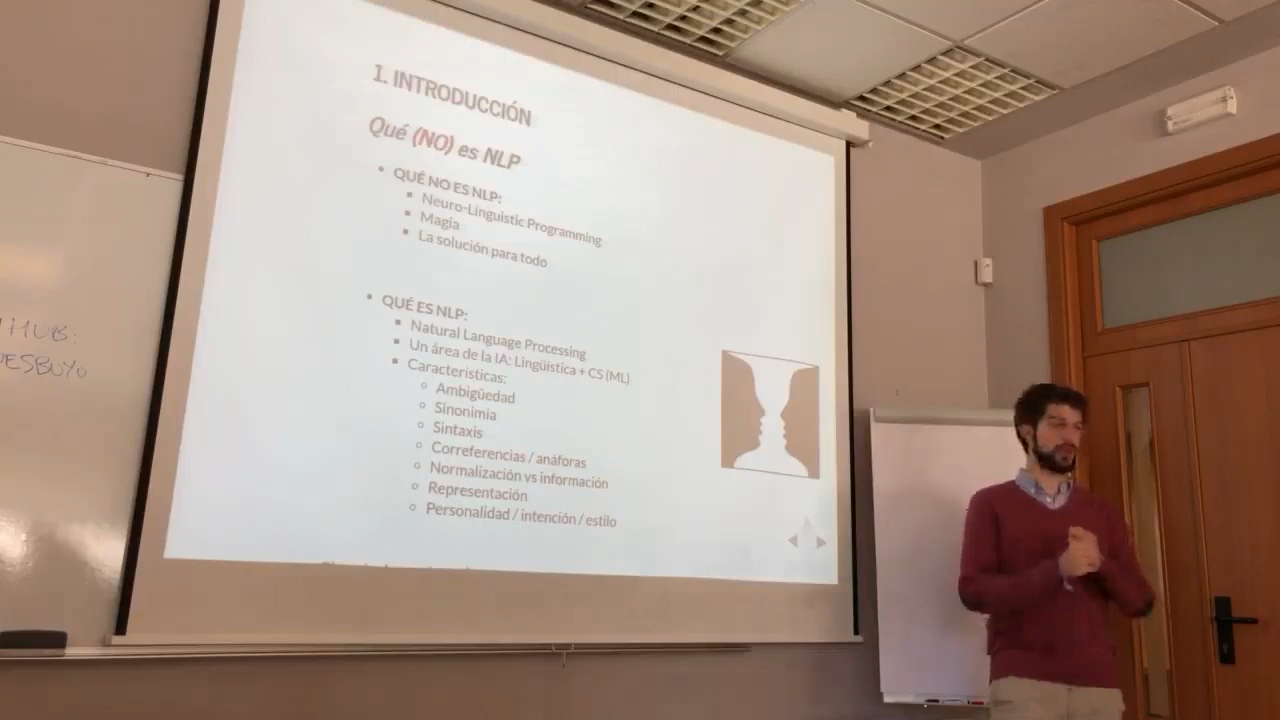 1. INTRODUCCIÓN
Qué (NO) es NLP
QUÉ NO ES NLP:
Neuro-Linguistic Programming
Magia
La solución para todo
QUÉ ES NLP:
Natural Language Processing
Un área de la IA: Lingüística + CS (ML)
Características:
Ambigüedad
Sinonimia
Sintaxis
Correferencias / anáforas
Normalización vs información
Representación
Personalidad / intención / estilo
HUB: